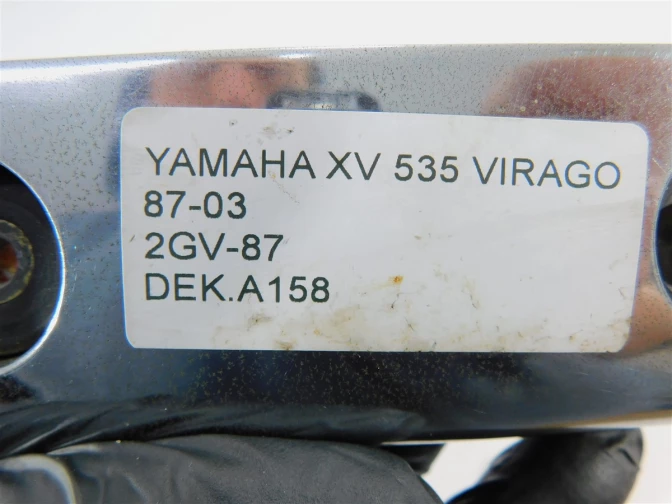 YAMAHA XV 535 VIRAGO
87-03
2GV-87
DEK.A158